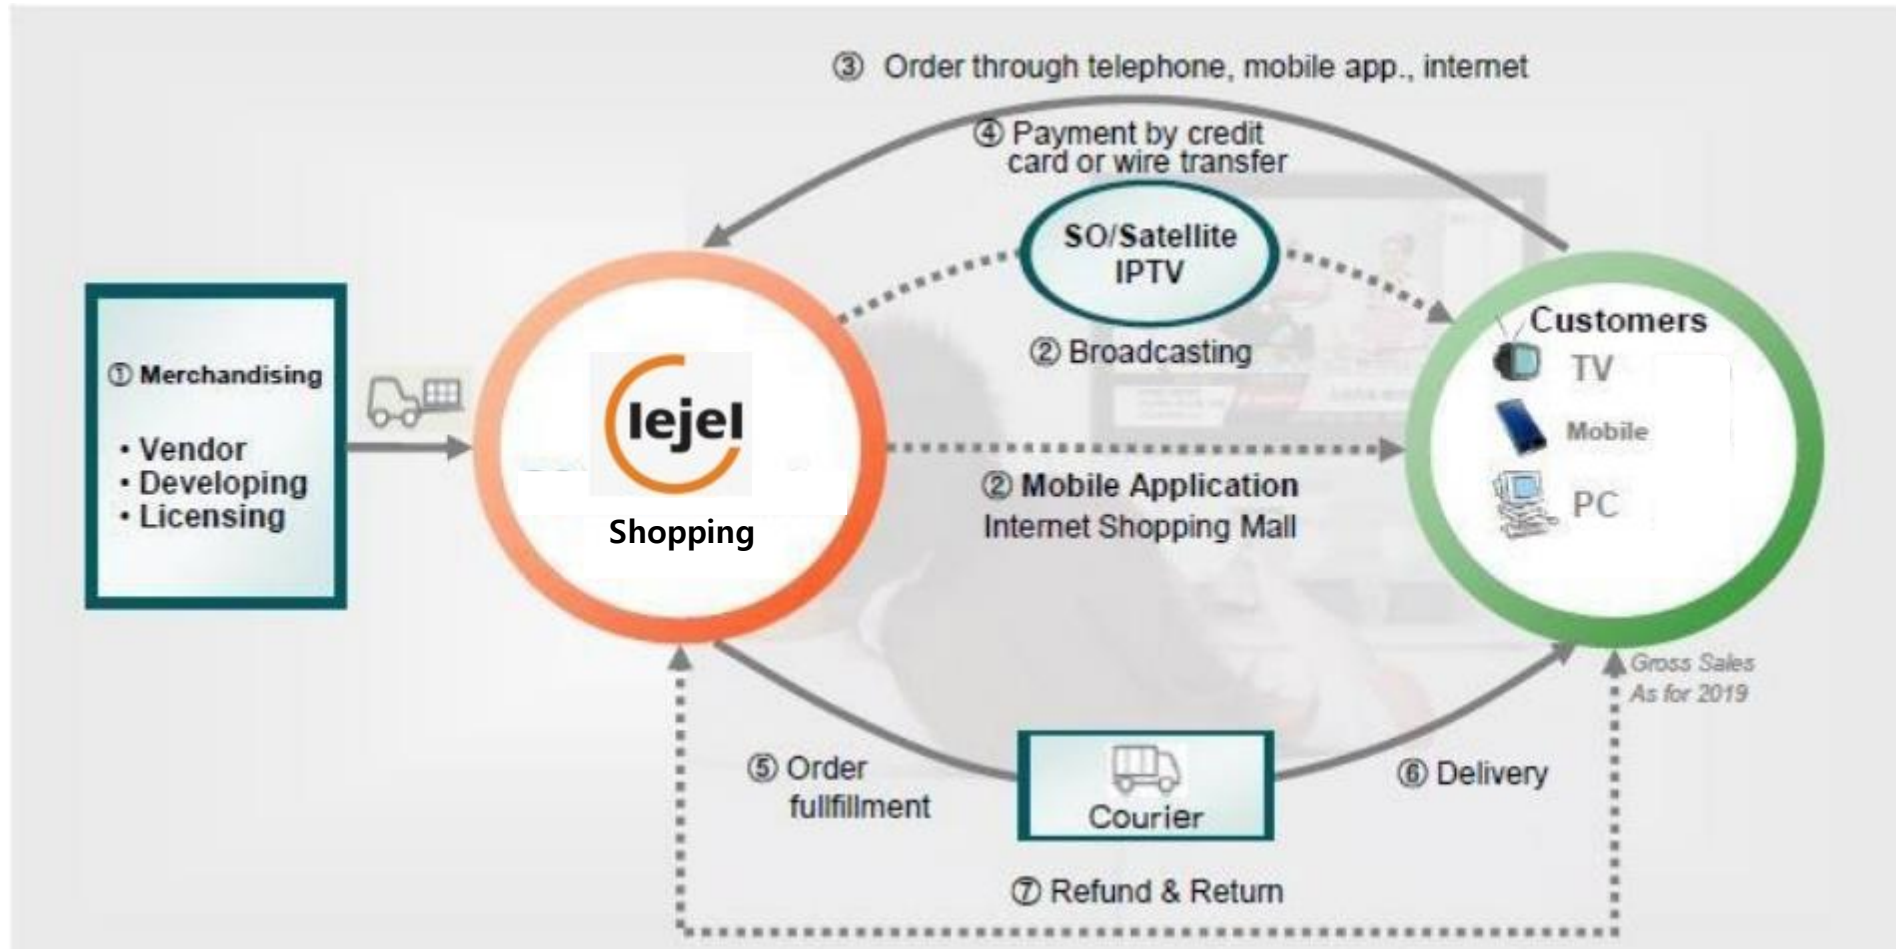 ③ Order through telephone, mobile app., internet
④ Payment by credit
card or wire transfer
SO/Satellite
IPTV
② Broadcasting
① Merchandising
• Vendor
• Developing
• Licensing
lejel
Shopping
② Mobile Application
Internet Shopping Mall
Customers
TV
Mobile
PC
Gross Sales
As for 2019
⑤ Order
fullfillment
Courier
⑥ Delivery
⑦ Refund & Return